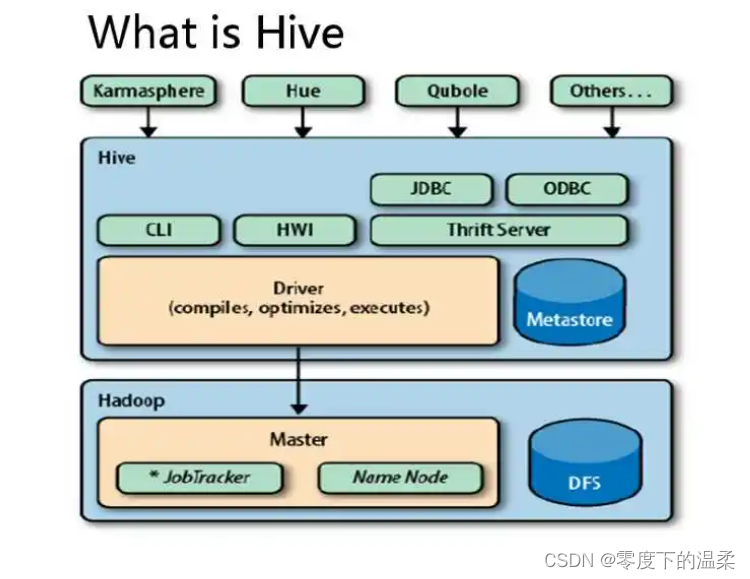 What is Hive
Karmasphere
Hue
Qubole
Others...
Hive
JDBC
ODBC
CLI
HWI
Thrift Server
Driver
(compiles, optimizes, executes)
Metastore
Hadoop
Master
* JobTracker
Name Node
DFS
CSDN @零度下的温柔